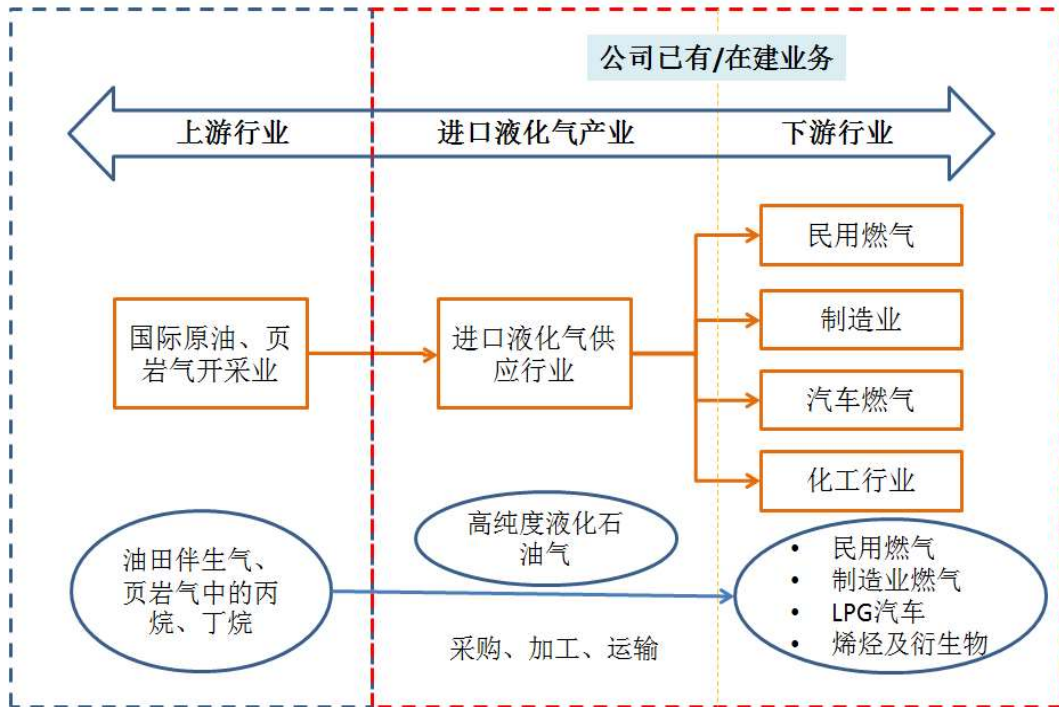 公司已有/在建业务
上游行业
进口液化气产业
下游行业
国际原油、页
岩气开采业
进口液化气供
应行业
民用燃气
制造业
汽车燃气
化工行业
油田伴生气、
页岩气中的丙
烷、丁烷
高纯度液化石
油气
采购、加工、运输
• 民用燃气
• 制造业燃气
• LPG汽车
• 烯烃及衍生物